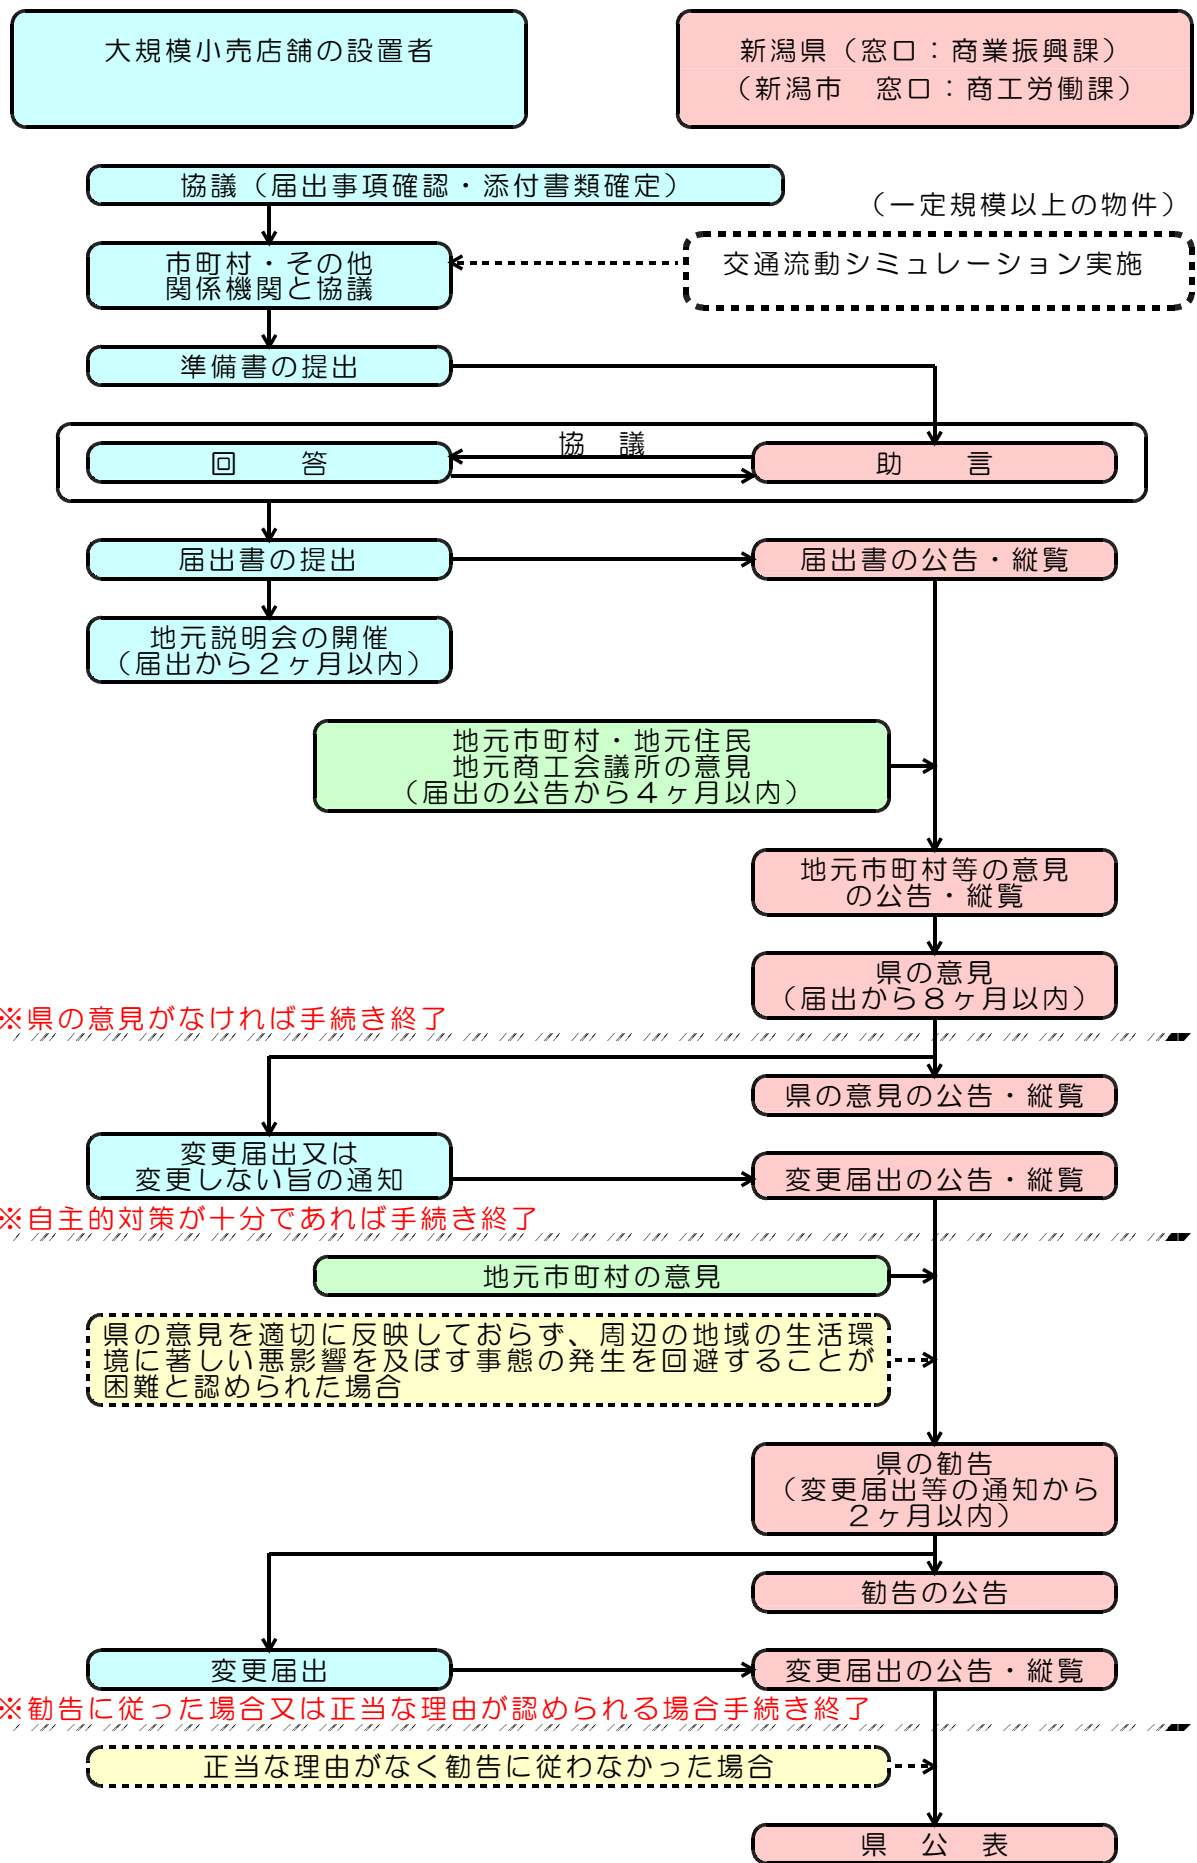 大規模小売店舗の設置者
新潟県（窓口：商業振興課）
（新潟市　窓口：商工労働課）
協議（届出事項確認・添付書類確定）
（一定規模以上の物件）
市町村・その他
関係機関と協議
交通流動シミュレーション実施
準備書の提出
協　議
回　　答
助　　言
届出書の提出
届出書の公告・縦覧
地元説明会の開催
（届出から２ヶ月以内）
地元市町村・地元住民
地元商工会議所の意見
（届出の公告から４ヶ月以内）
地元市町村等の意見
の公告・縦覧
県の意見
（届出から８ヶ月以内）
※県の意見がなければ手続き終了
県の意見の公告・縦覧
変更届出又は
変更しない旨の通知
変更届出の公告・縦覧
※自主的対策が十分であれば手続き終了
地元市町村の意見
県の意見を適切に反映しておらず、周辺の地域の生活環
境に著しい悪影響を及ぼす事態の発生を回避することが
困難と認められた場合
県の勧告
（変更届出等の通知から
２ヶ月以内）
勧告の公告
変更届出
変更届出の公告・縦覧
※勧告に従った場合又は正当な理由が認められる場合手続き終了
正当な理由がなく勧告に従わなかった場合
県　公　表